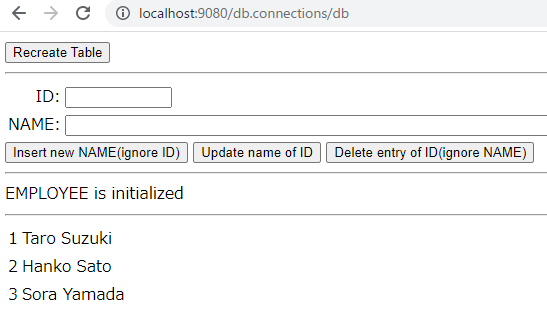 localhost:9080/db.connections/db
Recreate Table
ID:
NAME:
Insert new NAME(ignore ID) Update name of ID Delete entry of ID(ignore NAME)
EMPLOYEE is initialized
1 Taro Suzuki
2 Hanko Sato
3 Sora Yamada